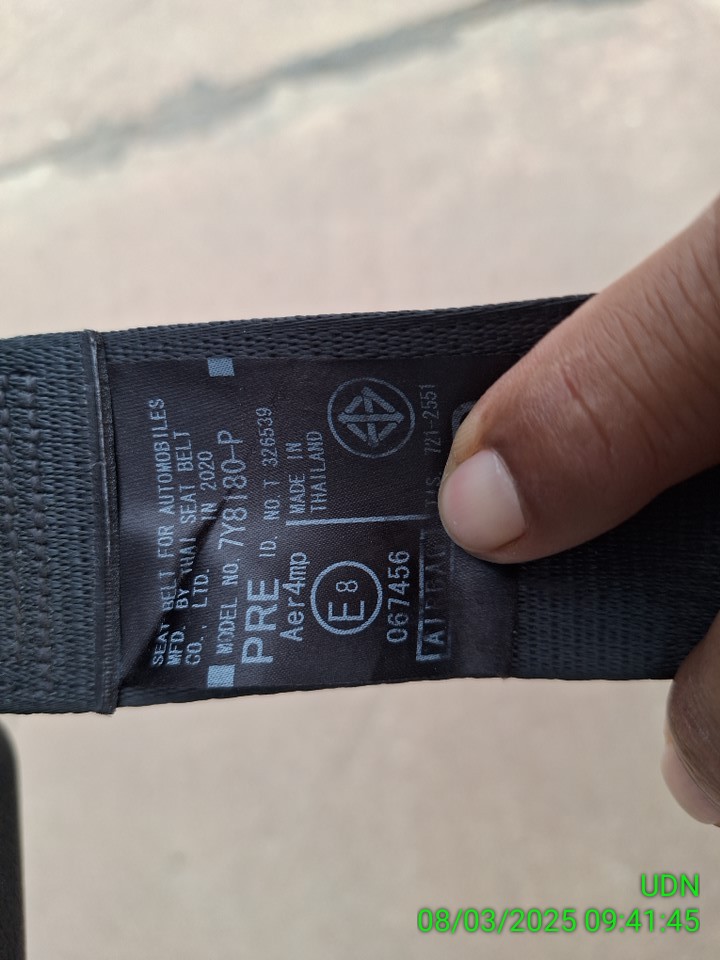 SEAT BELT FOR AUTOMOBILES
MFD. BY THAI SEAT BELT
CO., LTD. IN 2020
MODEL NO. 7Y8180-P
PRE ID. NO T 326539
Aer4mp
MADE IN
THAILAND
E8
067456
TIS 721-2551
UDN
08/03/2025 09:41:45